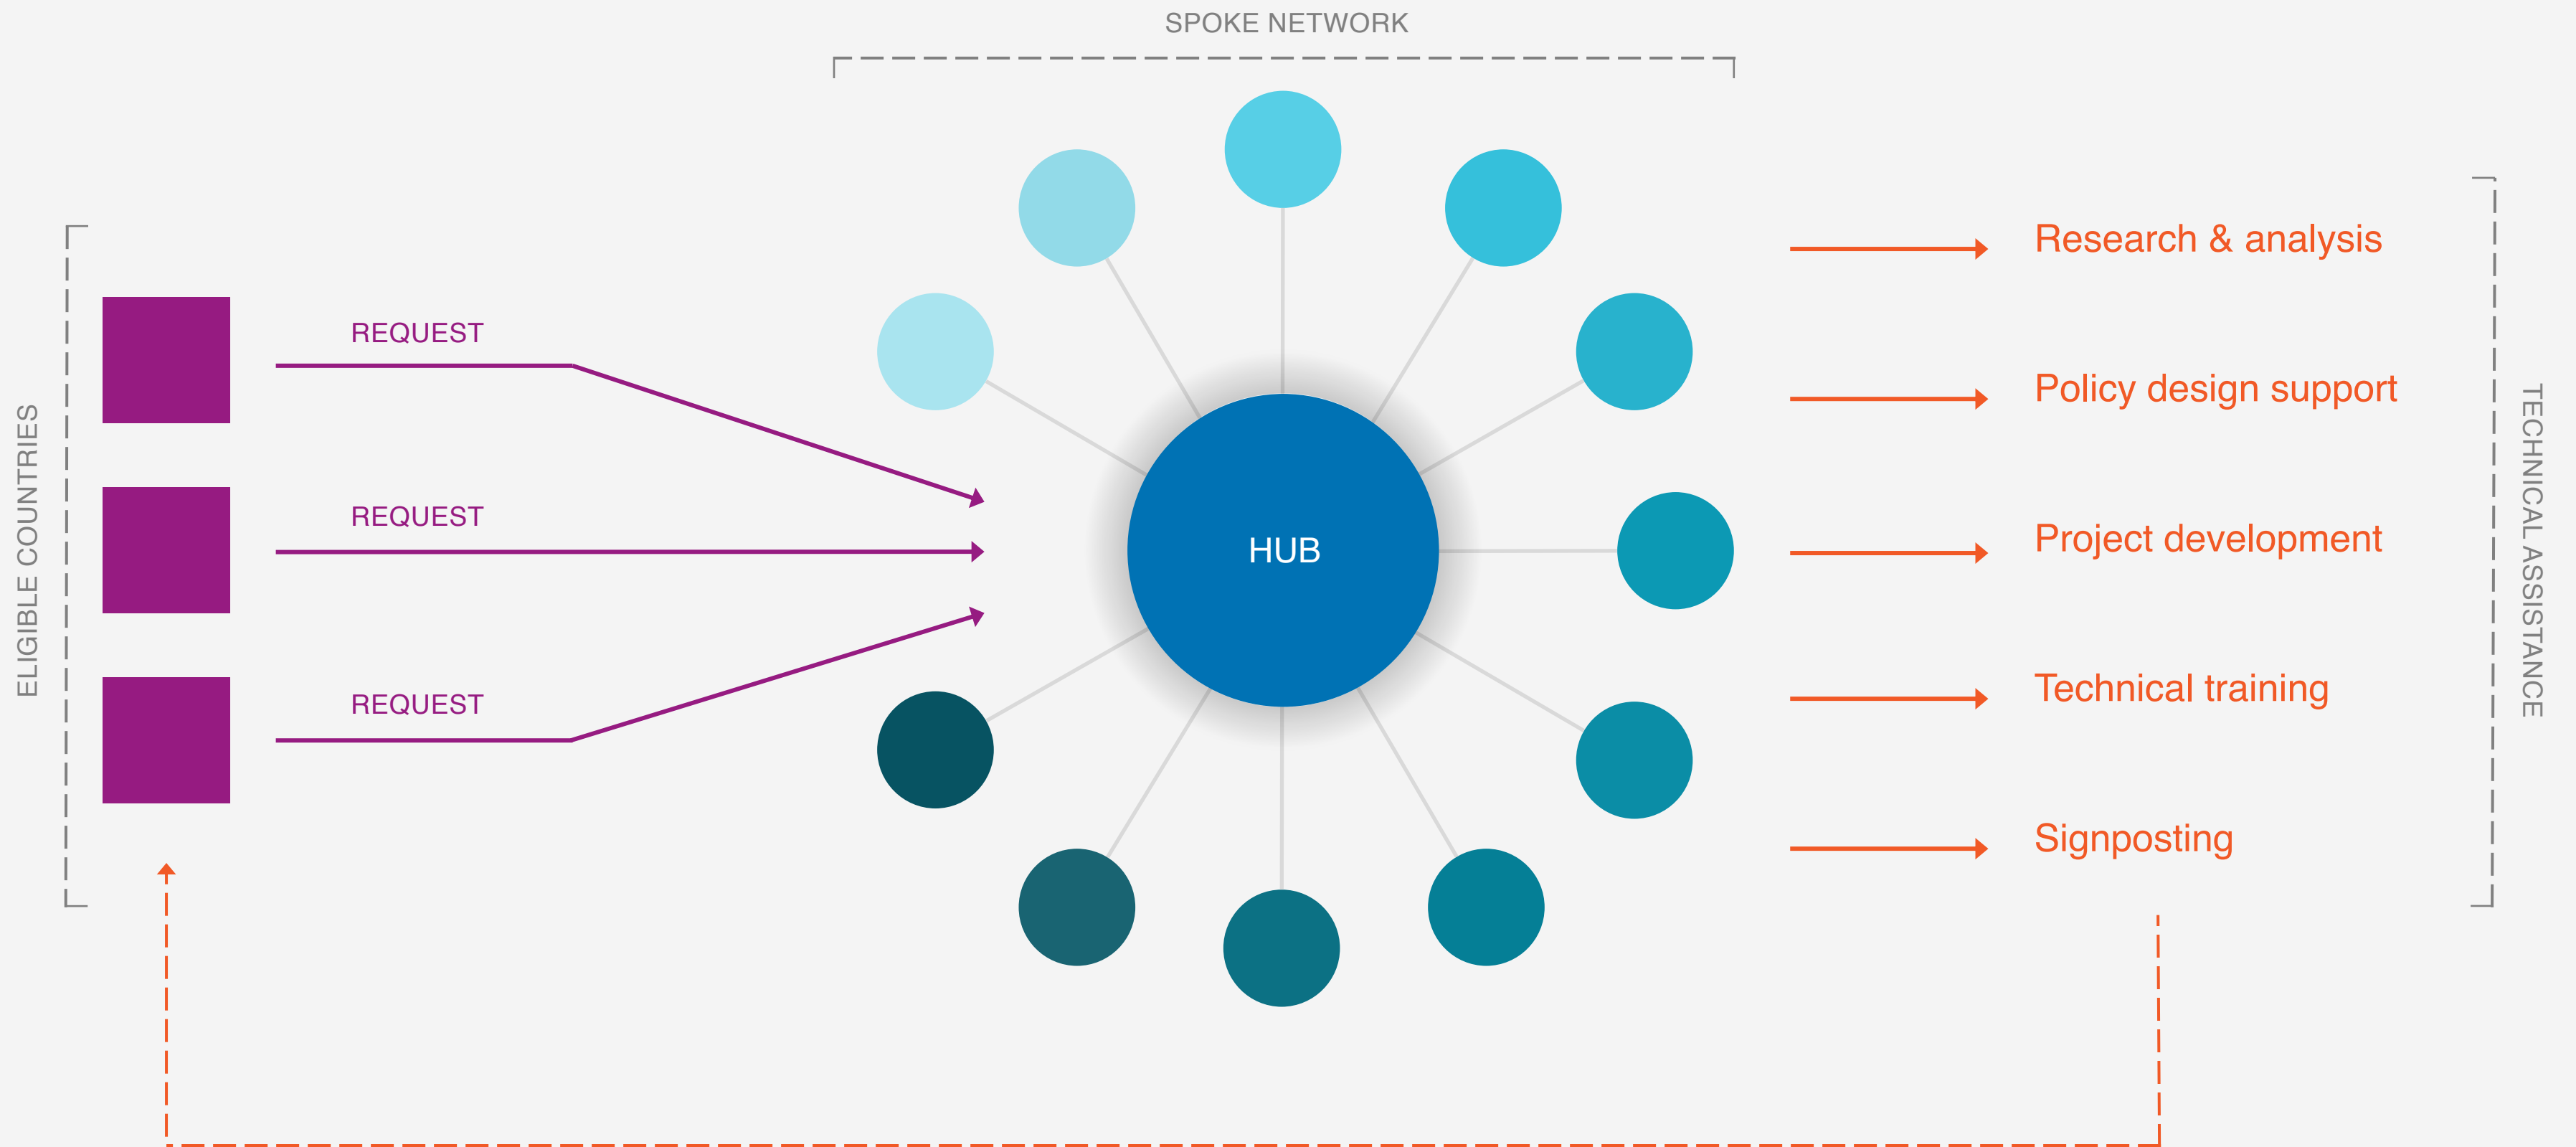 SPOKE NETWORK
ELIGIBLE COUNTRIES
REQUEST
REQUEST
REQUEST
HUB
Research & analysis
Policy design support
Project development
Technical training
Signposting
TECHNICAL ASSISTANCE